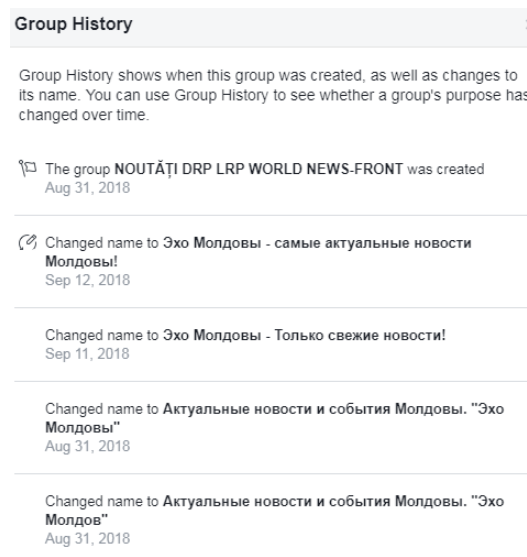 Group History
Group History shows when this group was created, as well as changes to
its name. You can use Group History to see whether a group's purpose has
changed over time.
The group NOUTĂȚI DRP LRP WORLD NEWS-FRONT was created
Aug 31, 2018
Changed name to Эхо Молдовы - самые актуальные новости
Молдовы!
Sep 12, 2018
Changed name to Эхо Молдовы - Только свежие новости!
Sep 11, 2018
Changed name to Актуальные новости и события Молдовы. "Эхо
Молдовы"
Aug 31, 2018
Changed name to Актуальные новости и события Молдовы. "Эхо
Молдов"
Aug 31, 2018